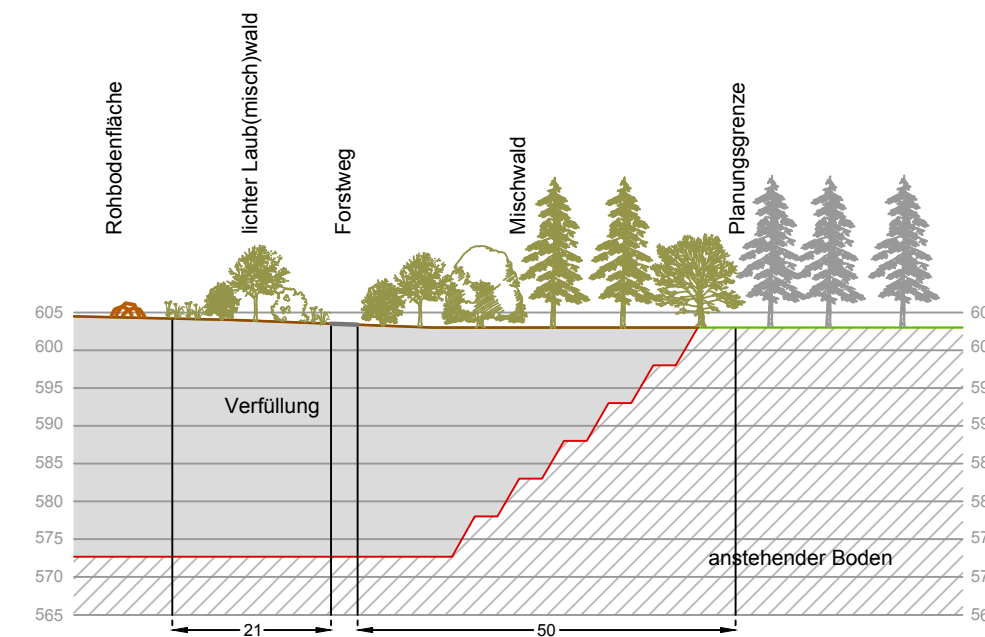 Rohbodenfläche
lichter Laub(misch)wald
Forstweg
Mischwald
Planungsgrenze
605
600
595
590
585
580
575
570
565
Verfüllung
anstehender Boden
21
50